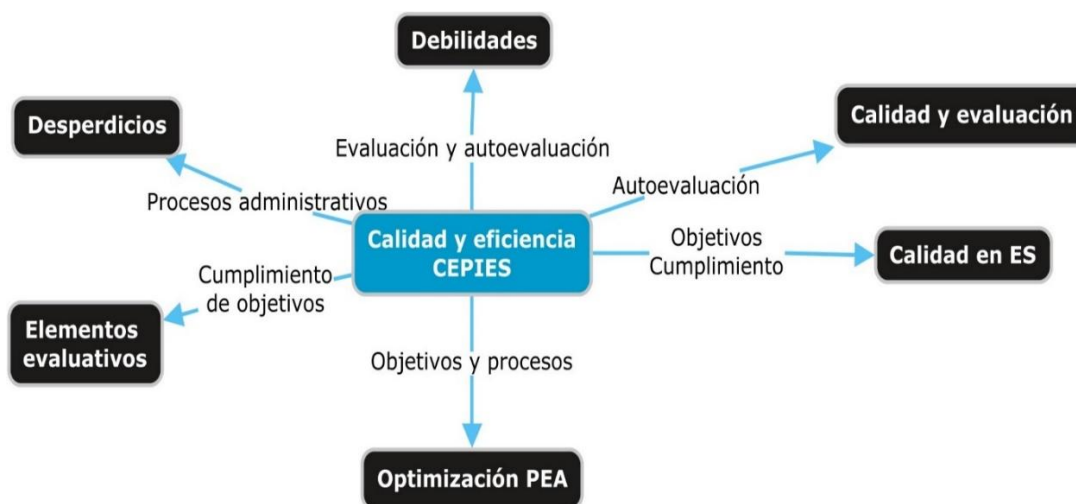 Debilidades
Calidad y evaluación
Desperdicios
Evaluación y autoevaluación
Autoevaluación
Procesos administrativos
Calidad y eficiencia
CEPIES
Objetivos
Cumplimiento
Calidad en ES
Cumplimiento
de objetivos
Elementos
evaluativos
Objetivos y procesos
Optimización PEA